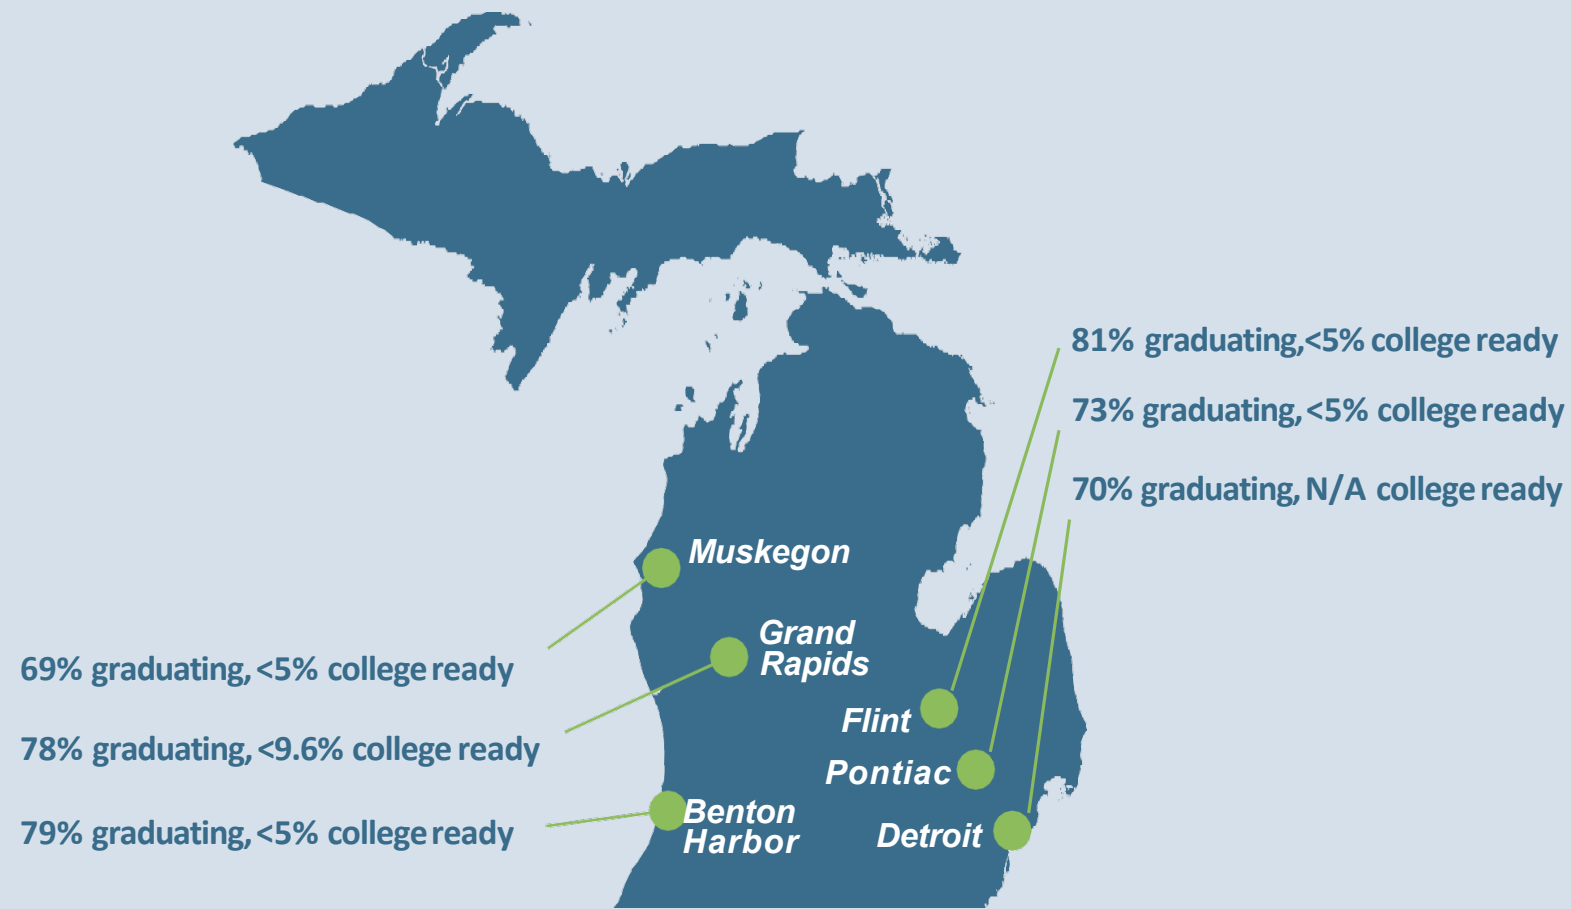 81% graduating,<5% college ready
73% graduating, <5% college ready
70% graduating, N/A college ready
Muskegon
Grand
Rapids
69% graduating, <5% college ready
Flint
78% graduating, <9.6% college ready
Pontiac
Benton
Harbor
79% graduating, <5% college ready
Detroit